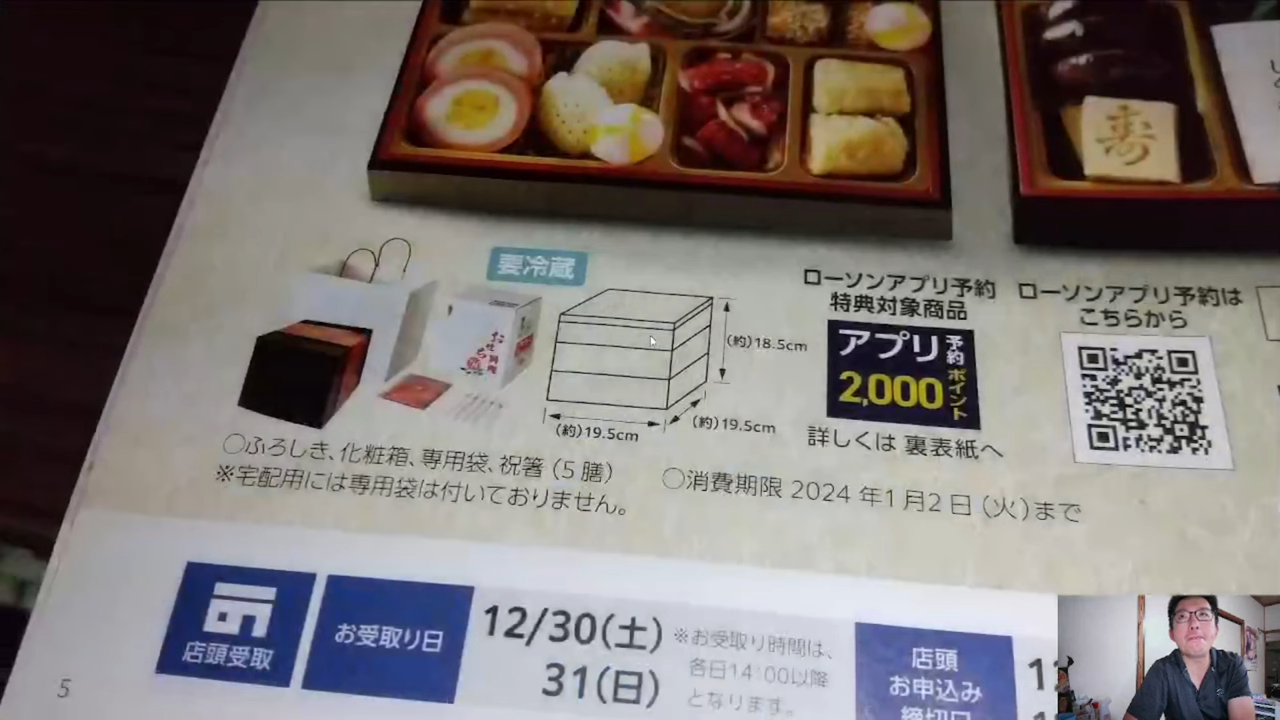 寿
要冷蔵
(約)18.5cm
(約)19.5cm
(約)19.5cm
ローソンアプリ予約
特典対象商品
アプリ予約
2,000ポイント
詳しくは 裏表紙へ
ローソンアプリ予約は
こちらから
○ふろしき、化粧箱、専用袋、祝箸(5膳)
※宅配用には専用袋は付いておりません。
○消費期限 2024年1月2日(火)まで
店頭受取
お受取り日
12/30(土)
31(日)
※お受取り時間は、
各日14:00以降
となります。
店頭
お申込み
締切日
5